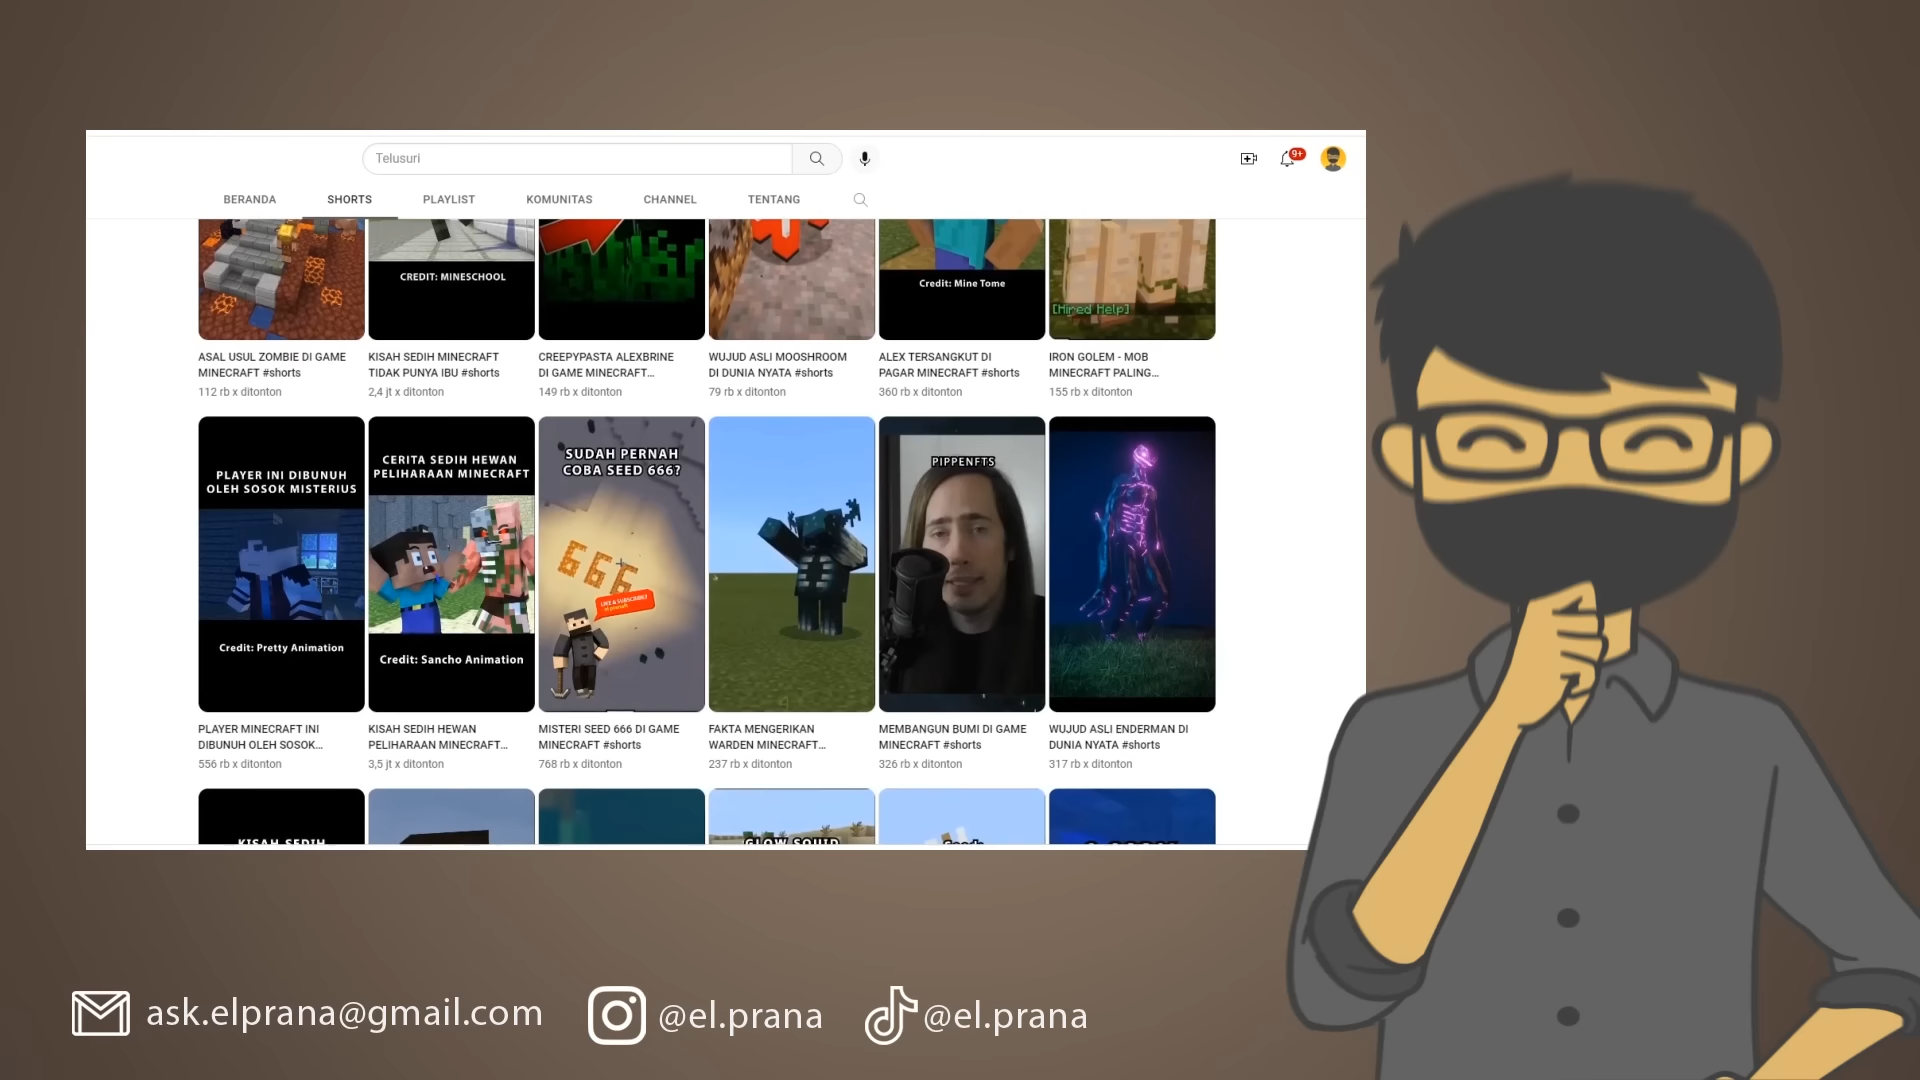 Telusuri
9+
BERANDA
SHORTS
PLAYLIST
KOMUNITAS
CHANNEL
TENTANG
CREDIT: MINESCHOOL
Credit: Mine Tome
[Hired Help]
ASAL USUL ZOMBIE DI GAME
MINECRAFT #shorts
112 rb x ditonton
KISAH SEDIH MINECRAFT
TIDAK PUNYA IBU #shorts
2,4 jt x ditonton
CREEPYPASTA ALEXBRINE
DI GAME MINECRAFT...
149 rb x ditonton
WUJUD ASLI MOOSHROOM
DI DUNIA NYATA #shorts
79 rb x ditonton
ALEX TERSANGKUT DI
PAGAR MINECRAFT #shorts
360 rb x ditonton
IRON GOLEM - MOB
MINECRAFT PALING...
155 rb x ditonton
PLAYER INI DIBUNUH
OLEH SOSOK MISTERIUS
Credit: Pretty Animation
CERITA SEDIH HEWAN
PELIHARAAN MINECRAFT
Credit: Sancho Animation
SUDAH PERNAH
COBA SEED 666?
666
LIKE & SUBSCRIBE!!
PIPPENFTS
PLAYER MINECRAFT INI
DIBUNUH OLEH SOSOK...
556 rb x ditonton
KISAH SEDIH HEWAN
PELIHARAAN MINECRAFT...
3,5 jt x ditonton
MISTERI SEED 666 DI GAME
MINECRAFT #shorts
768 rb x ditonton
FAKTA MENGERIKAN
WARDEN MINECRAFT...
237 rb x ditonton
MEMBANGUN BUMI DI GAME
MINECRAFT #shorts
326 rb x ditonton
WUJUD ASLI ENDERMAN DI
DUNIA NYATA #shorts
317 rb x ditonton
KISAH SEDIH
GLOW SQUID
ask.elprana@gmail.com
@el.prana
@el.prana